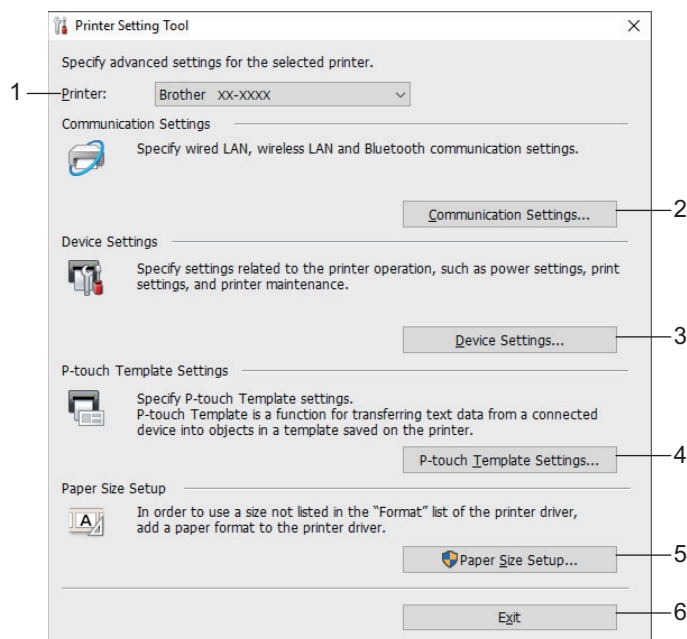 Printer Setting Tool
Specify advanced settings for the selected printer.
1
Printer: Brother XX-XXXX
Communication Settings
Specify wired LAN, wireless LAN and Bluetooth communication settings.
Communication Settings...
2
Device Settings
Specify settings related to the printer operation, such as power settings, print
settings, and printer maintenance.
Device Settings...
3
P-touch Template Settings
Specify P-touch Template settings.
P-touch Template is a function for transferring text data from a connected
device into objects in a template saved on the printer.
P-touch Template Settings...
4
Paper Size Setup
A
In order to use a size not listed in the “Format” list of the printer driver,
add a paper format to the printer driver.
Paper Size Setup...
5
Exit
6